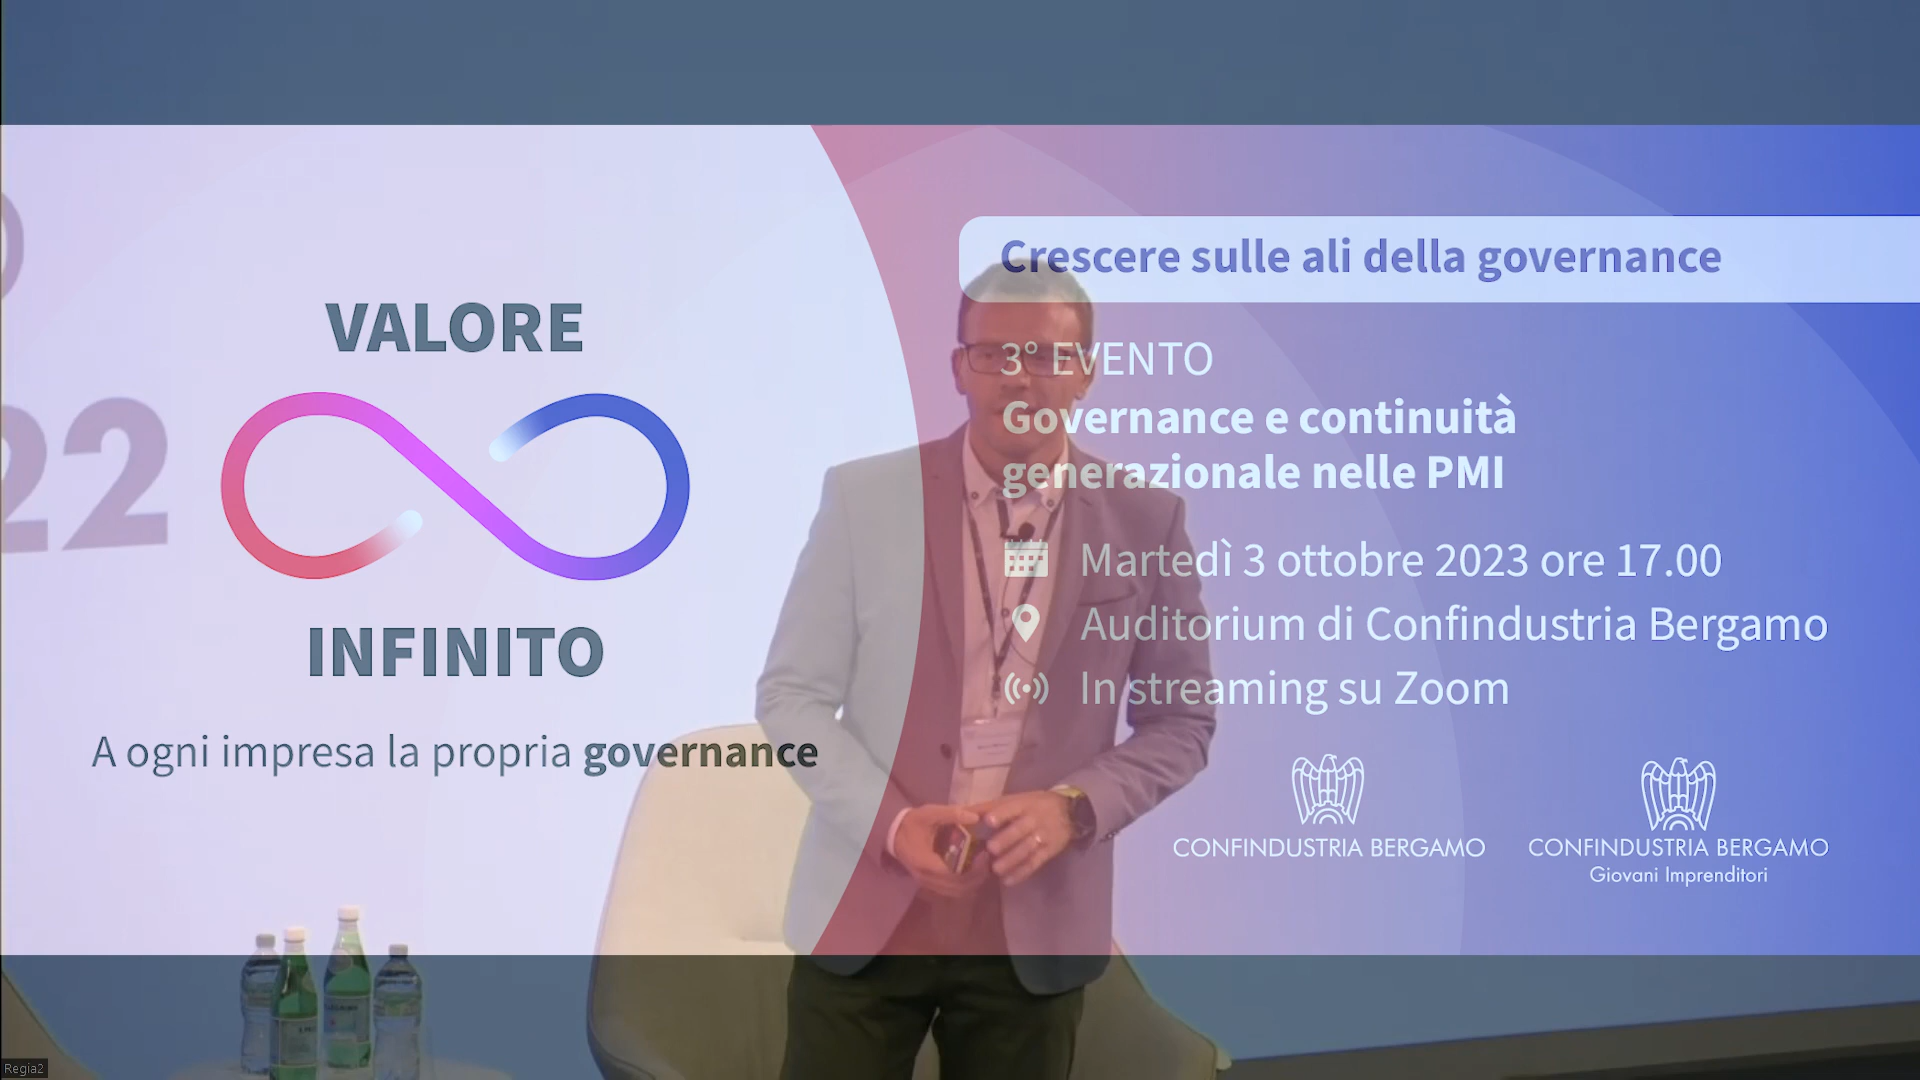 22
VALORE
INFINITO
A ogni impresa la propria governance
Crescere sulle ali della governance
3° EVENTO
Governance e continuità
generazionale nelle PMI
Martedì 3 ottobre 2023 ore 17.00
Auditorium di Confindustria Bergamo
In streaming su Zoom
CONFINDUSTRIA BERGAMO
CONFINDUSTRIA BERGAMO
Giovani Imprenditori
Regia2